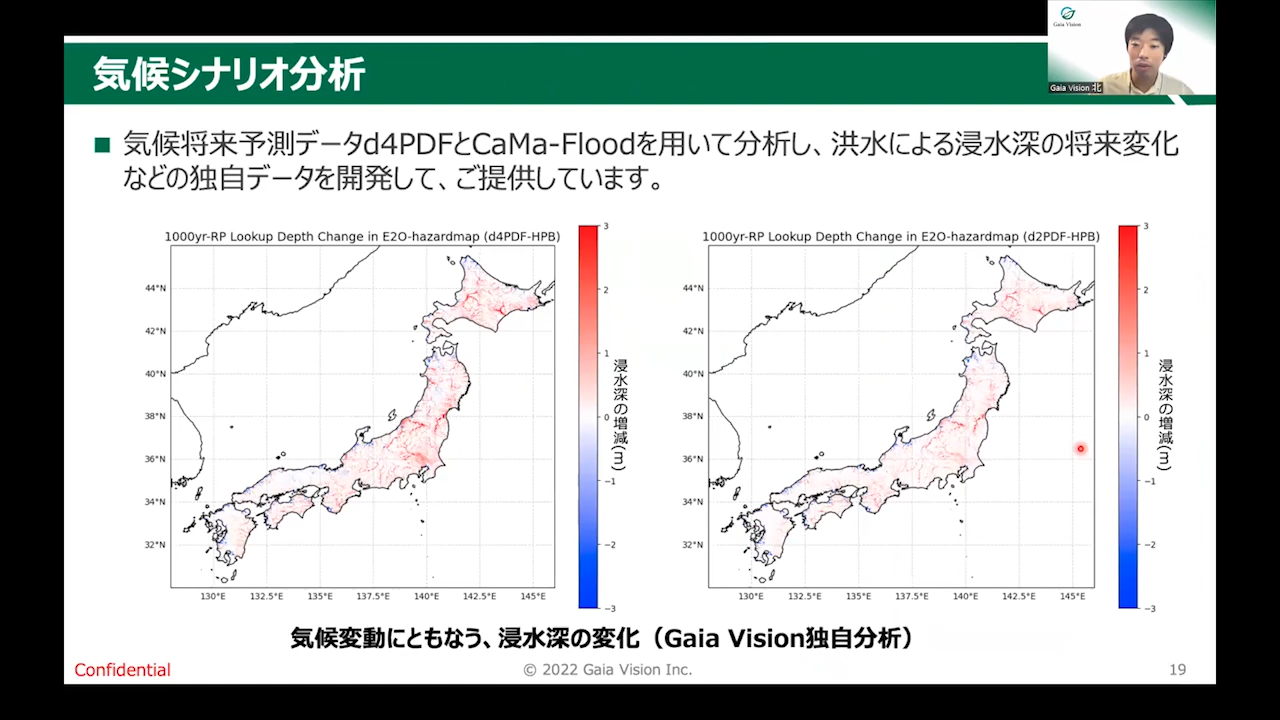 気候シナリオ分析
Gaia Vision
Gaia Vision 北
■ 気候将来予測データd4PDFとCaMa-Floodを用いて分析し、洪水による浸水深の将来変化
などの独自データを開発して、ご提供しています。
1000yr-RP Lookup Depth Change in E2O-hazardmap (d4PDF-HPB)
44°N
42°N
40°N
38°N
36°N
34°N
32°N
130°E 132.5°E 135°E 137.5°E 140°E 142.5°E 145°E
3
2
1
0
−1
−2
−3
浸水深の増減(m)
1000yr-RP Lookup Depth Change in E2O-hazardmap (d2PDF-HPB)
44°N
42°N
40°N
38°N
36°N
34°N
32°N
130°E 132.5°E 135°E 137.5°E 140°E 142.5°E 145°E
3
2
1
0
−1
−2
−3
浸水深の増減(m)
気候変動にともなう、浸水深の変化（Gaia Vision独自分析）
Confidential
© 2022 Gaia Vision Inc.
19